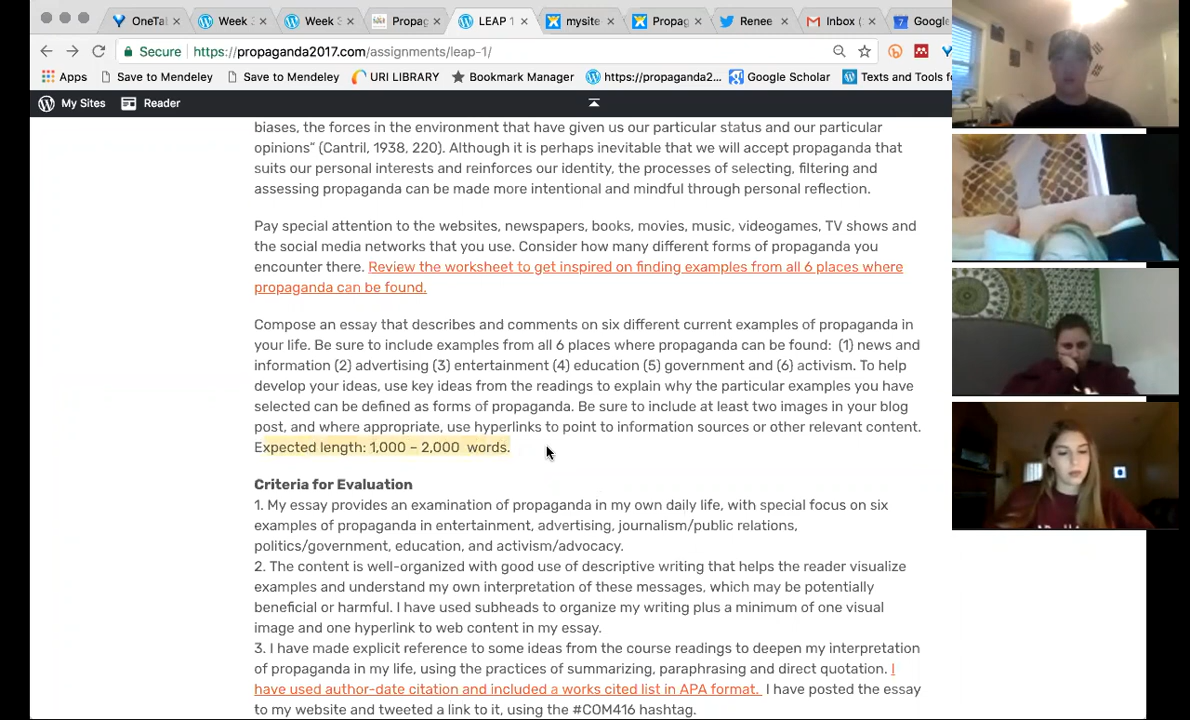 OneTa
Week
Week
Propag
LEAP 1
mysite
Propag
Renee
Inbox (
Google
Secure
https://propaganda2017.com/assignments/leap-1/
Apps
Save to Mendeley
Save to Mendeley
URI LIBRARY
Bookmark Manager
https://propaganda2...
Google Scholar
Texts and Tools f
My Sites
Reader
biases, the forces in the environment that have given us our particular status and our particular
opinions” (Cantril, 1938, 220). Although it is perhaps inevitable that we will accept propaganda that
suits our personal interests and reinforces our identity, the processes of selecting, filtering and
assessing propaganda can be made more intentional and mindful through personal reflection.
Pay special attention to the websites, newspapers, books, movies, music, videogames, TV shows and
the social media networks that you use. Consider how many different forms of propaganda you
encounter there. Review the worksheet to get inspired on finding examples from all 6 places where
propaganda can be found.
Compose an essay that describes and comments on six different current examples of propaganda in
your life. Be sure to include examples from all 6 places where propaganda can be found: (1) news and
information (2) advertising (3) entertainment (4) education (5) government and (6) activism. To help
develop your ideas, use key ideas from the readings to explain why the particular examples you have
selected can be defined as forms of propaganda. Be sure to include at least two images in your blog
post, and where appropriate, use hyperlinks to point to information sources or other relevant content.
Expected length: 1,000 – 2,000 words.
Criteria for Evaluation
1. My essay provides an examination of propaganda in my own daily life, with special focus on six
examples of propaganda in entertainment, advertising, journalism/public relations,
politics/government, education, and activism/advocacy.
2. The content is well-organized with good use of descriptive writing that helps the reader visualize
examples and understand my own interpretation of these messages, which may be potentially
beneficial or harmful. I have used subheads to organize my writing plus a minimum of one visual
image and one hyperlink to web content in my essay.
3. I have made explicit reference to some ideas from the course readings to deepen my interpretation
of propaganda in my life, using the practices of summarizing, paraphrasing and direct quotation. I
have used author-date citation and included a works cited list in APA format. I have posted the essay
to my website and tweeted a link to it, using the #COM416 hashtag.